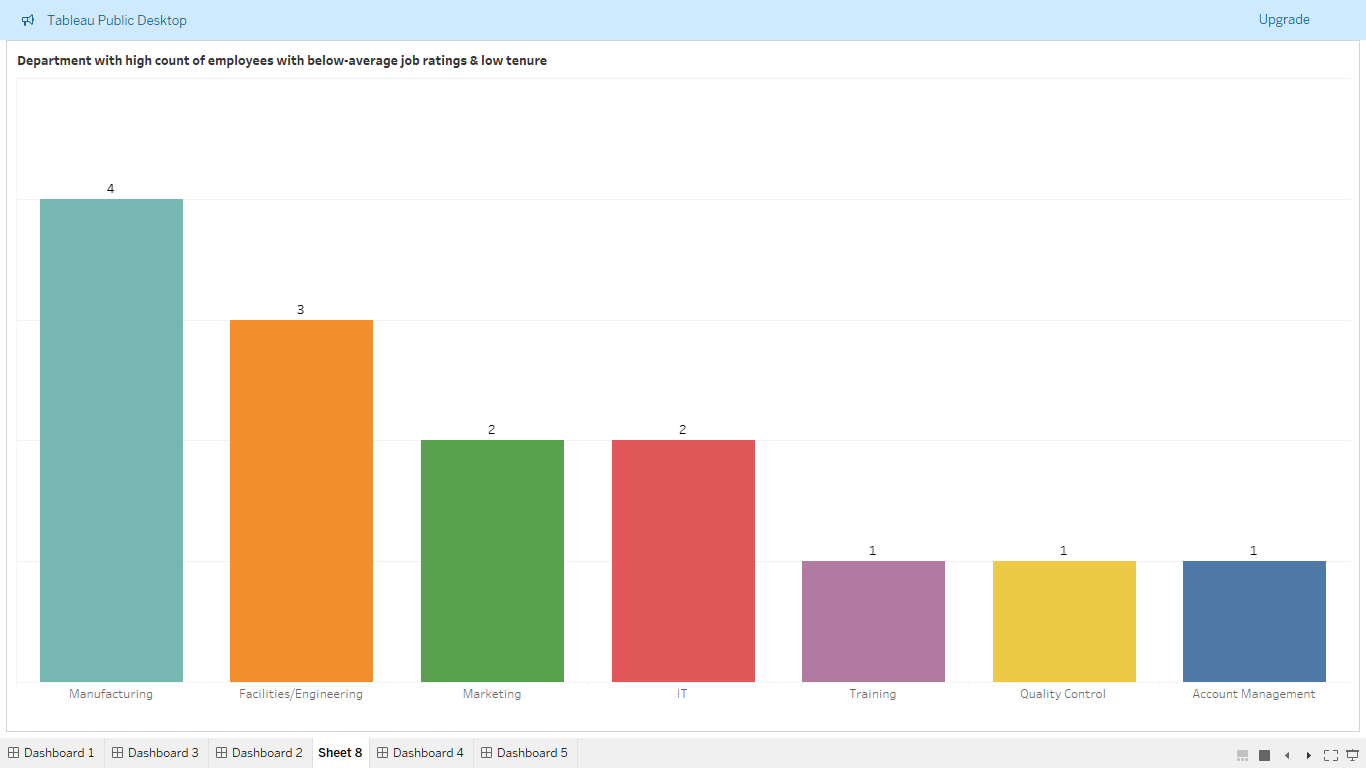 Tableau Public Desktop
Upgrade
Department with high count of employees with below-average job ratings & low tenure
4
3
2
2
1
1
1
Manufacturing
Facilities/Engineering
Marketing
IT
Training
Quality Control
Account Management
Dashboard 1
Dashboard 3
Dashboard 2
Sheet 8
Dashboard 4
Dashboard 5